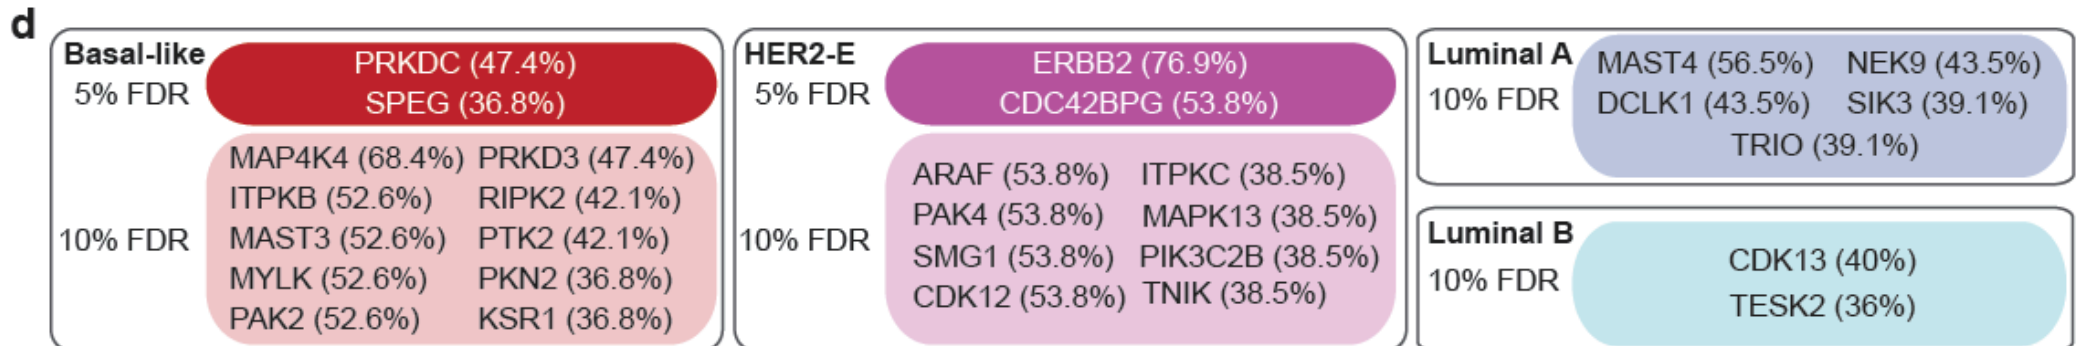 d
Basal-like
5% FDR
PRKDC (47.4%)
SPEG (36.8%)
10% FDR
MAP4K4 (68.4%) PRKD3 (47.4%)
ITPKB (52.6%) RIPK2 (42.1%)
MAST3 (52.6%) PTK2 (42.1%)
MYLK (52.6%) PKN2 (36.8%)
PAK2 (52.6%) KSR1 (36.8%)
HER2-E
5% FDR
ERBB2 (76.9%)
CDC42BPG (53.8%)
10% FDR
ARAF (53.8%) ITPKC (38.5%)
PAK4 (53.8%) MAPK13 (38.5%)
SMG1 (53.8%) PIK3C2B (38.5%)
CDK12 (53.8%) TNIK (38.5%)
Luminal A
10% FDR
MAST4 (56.5%) NEK9 (43.5%)
DCLK1 (43.5%) SIK3 (39.1%)
TRIO (39.1%)
Luminal B
10% FDR
CDK13 (40%)
TESK2 (36%)